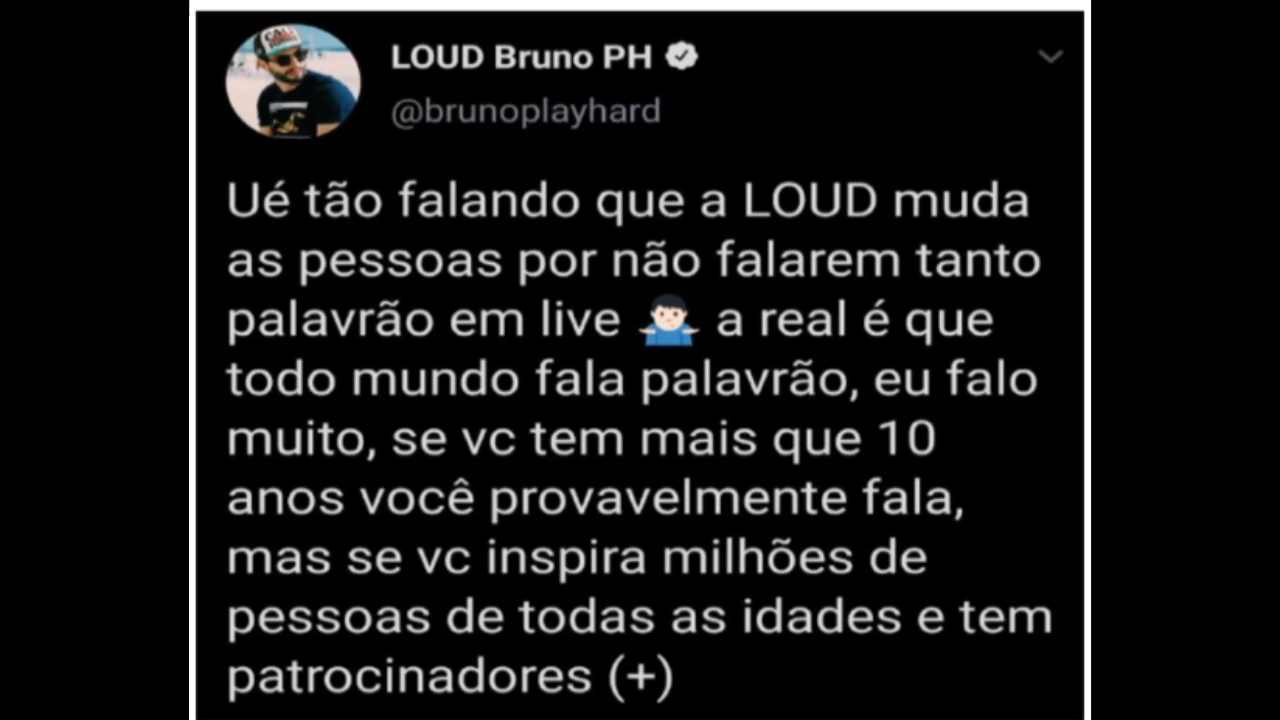 LOUD Bruno PH
@brunoplayhard
Ué tão falando que a LOUD muda
as pessoas por não falarem tanto
palavrão em live 🤷🏻‍♂️ a real é que
todo mundo fala palavrão, eu falo
muito, se vc tem mais que 10
anos você provavelmente fala,
mas se vc inspira milhões de
pessoas de todas as idades e tem
patrocinadores (+)